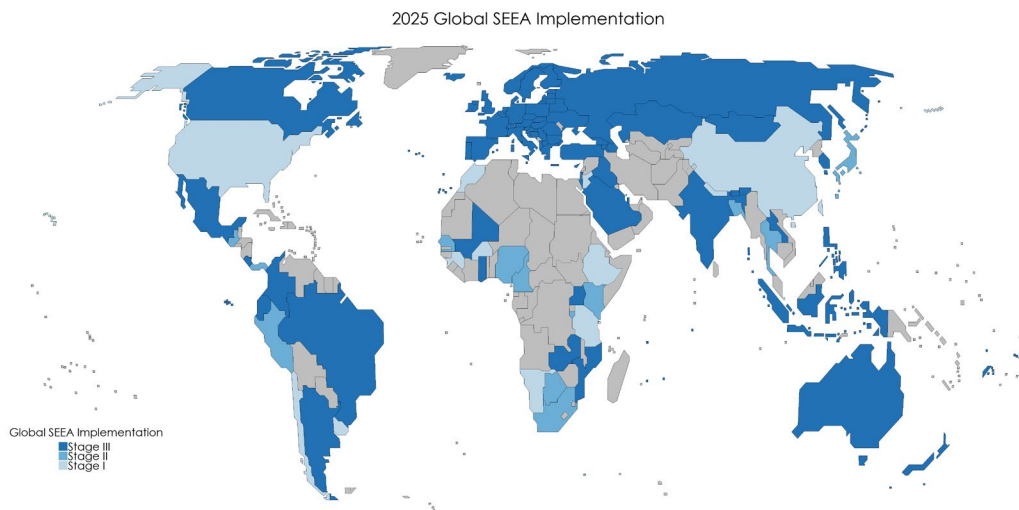 2025 Global SEEA Implementation
Global SEEA Implementation
Stage III
Stage II
Stage I